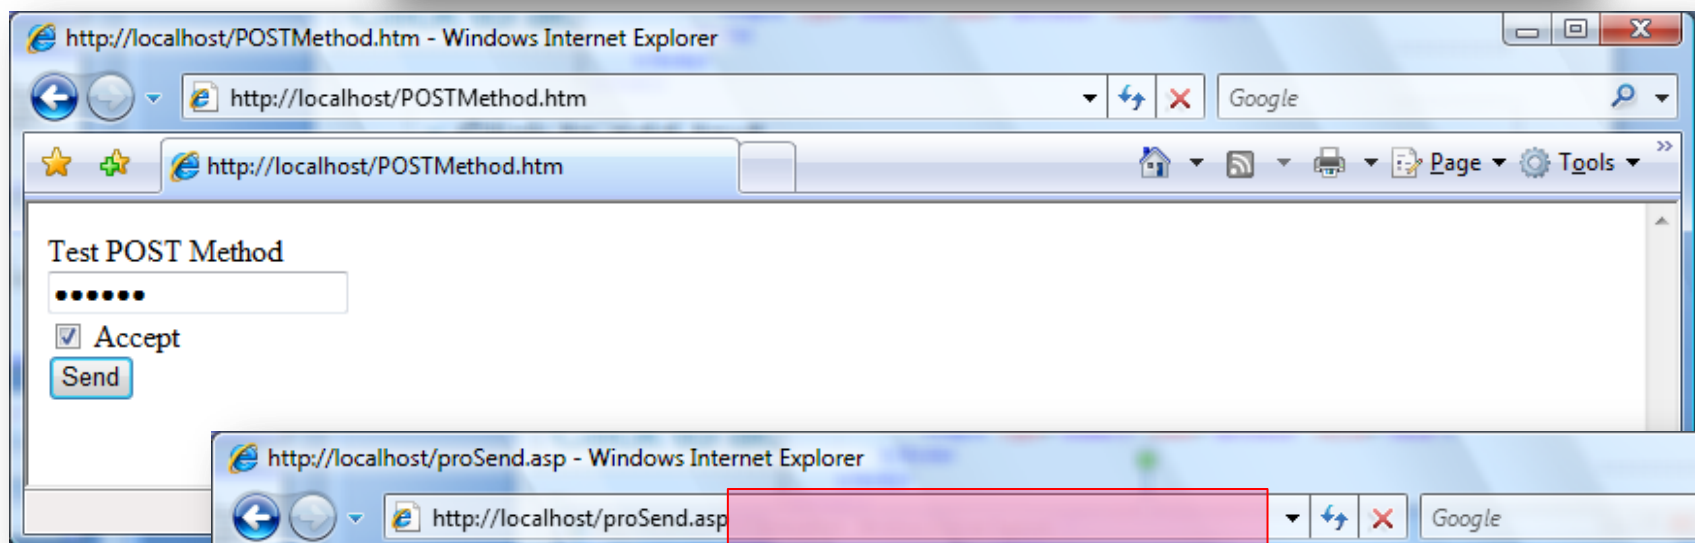 http://localhost/POSTMethod.htm - Windows Internet Explorer
http://localhost/POSTMethod.htm
Google
http://localhost/POSTMethod.htm
Page
Tools
Test POST Method
Accept
Send
http://localhost/proSend.asp - Windows Internet Explorer
http://localhost/proSend.asp
Google